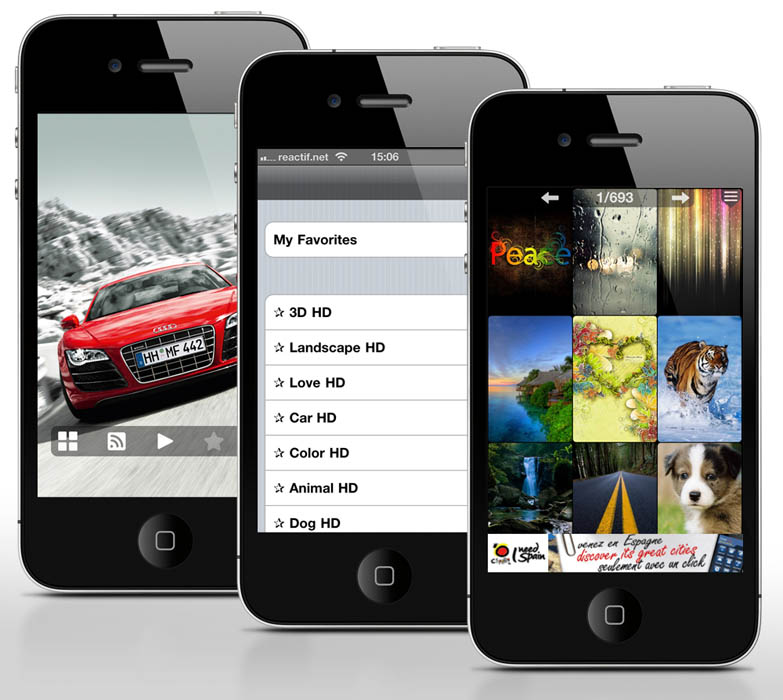 HH MF 442
reactif.net 15:06
My Favorites
3D HD
Landscape HD
Love HD
Car HD
Color HD
Animal HD
Dog HD
1/693
Peace
I need Spain
venez en Espagne
discover its great cities
seulement avec un click